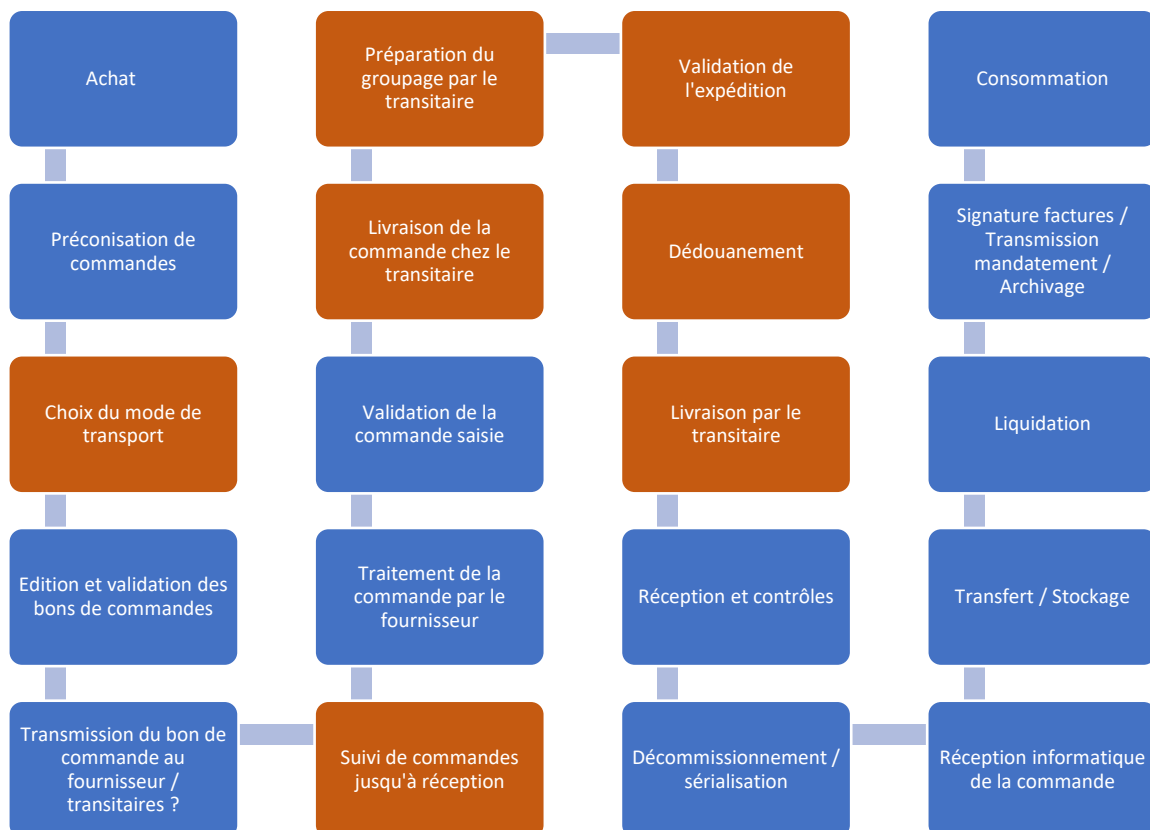 Achat
Préconisation de
commandes
Choix du mode de
transport
Edition et validation des
bons de commandes
Transmission du bon de
commande au
fournisseur /
transitaires ?
Suivi de commandes
jusqu'à réception
Traitement de la
commande par le
fournisseur
Validation de la
commande saisie
Livraison de la
commande chez le
transitaire
Préparation du
groupage par le
transitaire
Validation de
l'expédition
Dédouanement
Livraison par le
transitaire
Réception et contrôles
Décommissionnement /
sérialisation
Réception informatique
de la commande
Transfert / Stockage
Liquidation
Signature factures /
Transmission
mandatement /
Archivage
Consommation